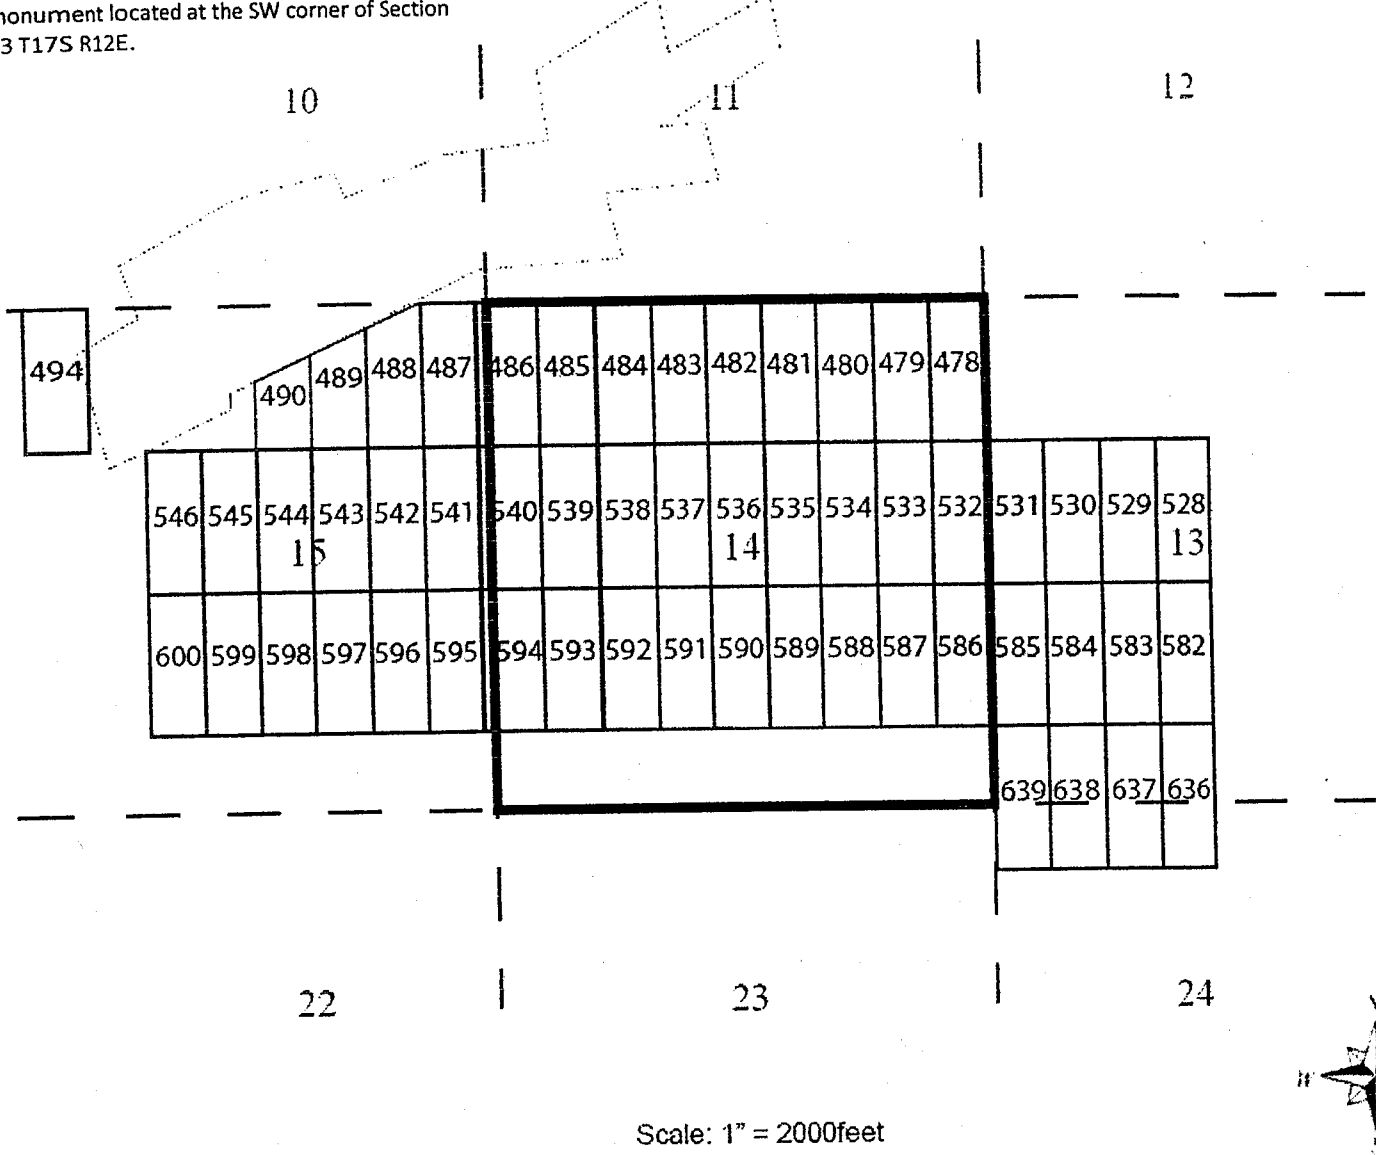 monument located at the SW corner of Section
3 T17S R12E.
10 11 12
494 490 489 488 487 486 485 484 483 482 481 480 479 478
546 545 544 543 542 541 540 539 538 537 536 535 534 533 532 531 530 529 528
15 14 13
600 599 598 597 596 595 594 593 592 591 590 589 588 587 586 585 584 583 582
639 638 637 636
22 23 24
W
Scale: 1" = 2000feet